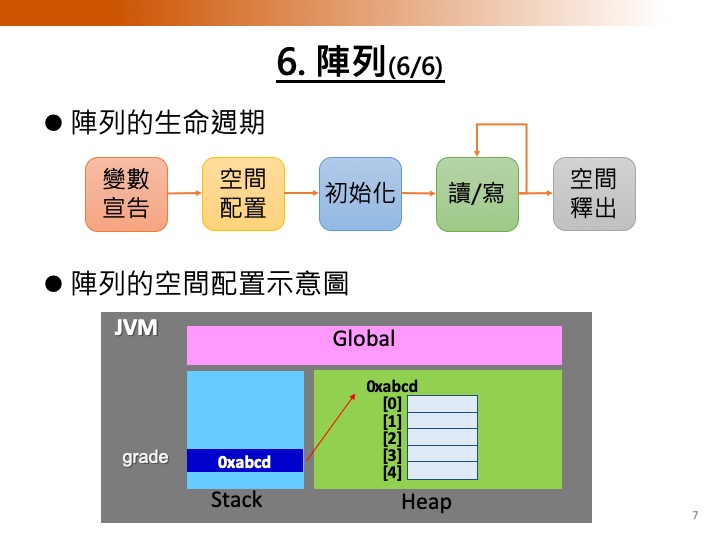 6. 陣列(6/6)
● 陣列的生命週期
變數
宣告
空間
配置
初始化
讀/寫
空間
釋出
● 陣列的空間配置示意圖
JVM
Global
0xabcd
[0]
[1]
[2]
[3]
[4]
grade
0xabcd
Stack
Heap
7